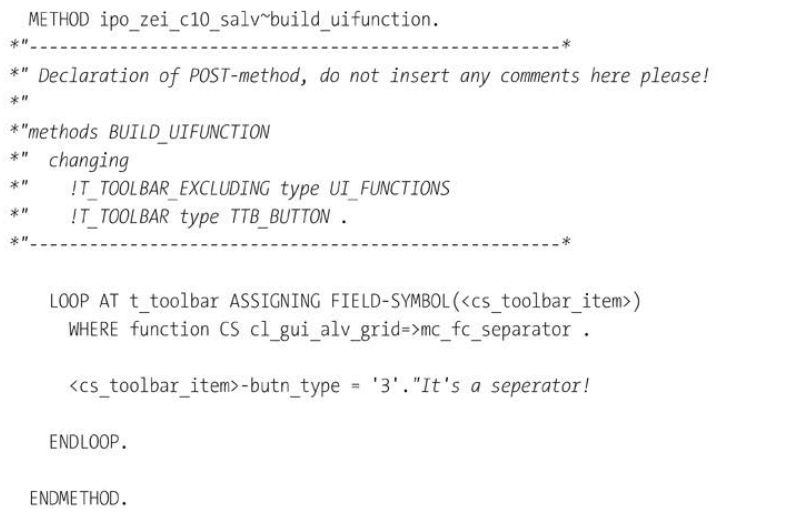 METHOD ipo_zei_c10_salv~build_uifunction.
*"-----------------------------------------------------*
*" Declaration of POST-method, do not insert any comments here please!
*"
*"methods BUILD_UIFUNCTION
*"  changing
*"    !T_TOOLBAR_EXCLUDING type UI_FUNCTIONS
*"    !T_TOOLBAR type TTB_BUTTON .
*"-----------------------------------------------------*
LOOP AT t_toolbar ASSIGNING FIELD-SYMBOL(<cs_toolbar_item>)
WHERE function CS cl_gui_alv_grid=>mc_fc_separator .
<cs_toolbar_item>-butn_type = '3'."It's a seperator!
ENDLOOP.
ENDMETHOD.